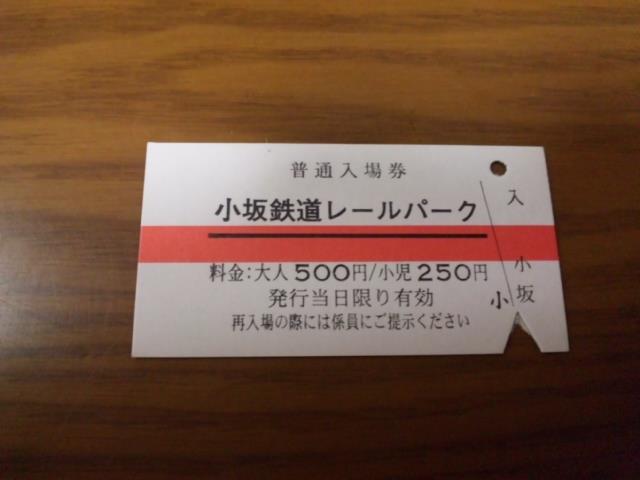 普通入場券
小坂鉄道レールパーク
料金:大人500円/小児250円
発行当日限り有効
再入場の際には係員にご提示ください
入
小坂
小